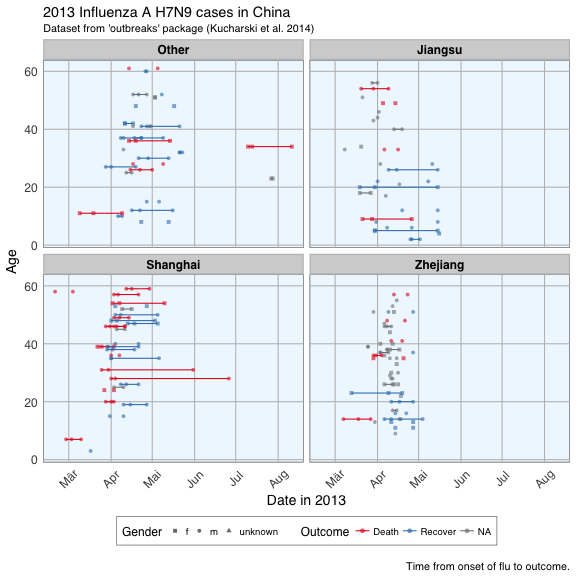 2013 Influenza A H7N9 cases in China
Dataset from 'outbreaks' package (Kucharski et al. 2014)
Other
Jiangsu
60
40
20
0
Shanghai
Zhejiang
60
40
20
0
Age
Mär Apr Mai Jun Jul Aug
Mär Apr Mai Jun Jul Aug
Date in 2013
Gender f m unknown Outcome Death Recover NA
Time from onset of flu to outcome.